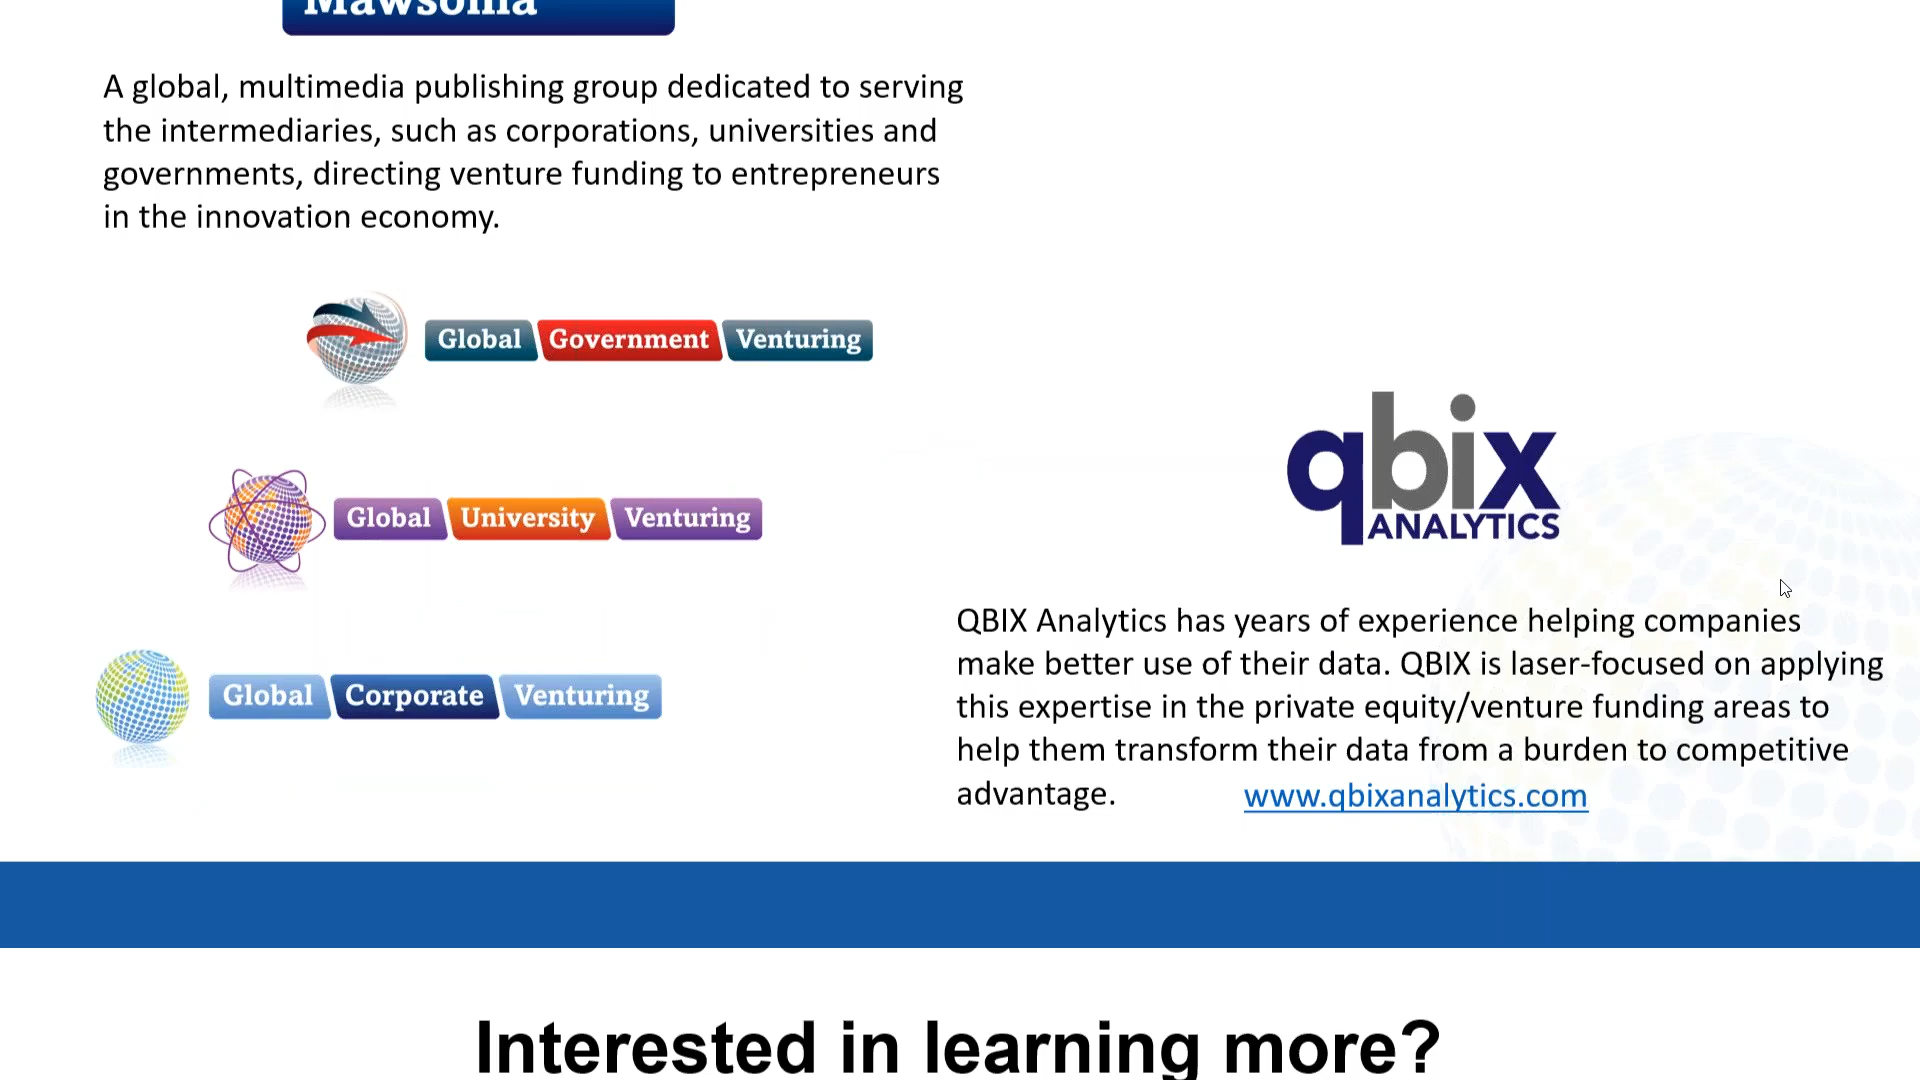 Mawsonia
A global, multimedia publishing group dedicated to serving
the intermediaries, such as corporations, universities and
governments, directing venture funding to entrepreneurs
in the innovation economy.
Global Government Venturing
Global University Venturing
Global Corporate Venturing
qbix
ANALYTICS
QBIX Analytics has years of experience helping companies
make better use of their data. QBIX is laser-focused on applying
this expertise in the private equity/venture funding areas to
help them transform their data from a burden to competitive
advantage. www.qbixanalytics.com
Interested in learning more?